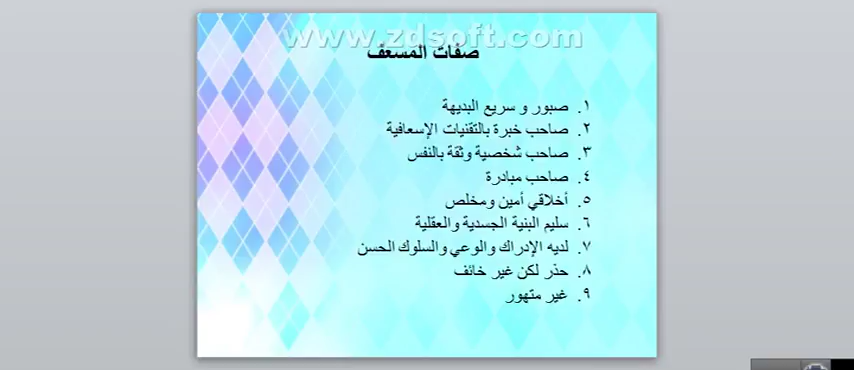 www.zdsoft.com
صفات المسعف
١. صبور و سريع البديهة
٢. صاحب خبرة بالتقنيات الإسعافية
٣. صاحب شخصية وثقة بالنفس
٤. صاحب مبادرة
٥. أخلاقي أمين ومخلص
٦. سليم البنية الجسدية والعقلية
٧. لديه الإدراك والوعي والسلوك الحسن
٨. حذر لكن غير خائف
٩. غير متهور